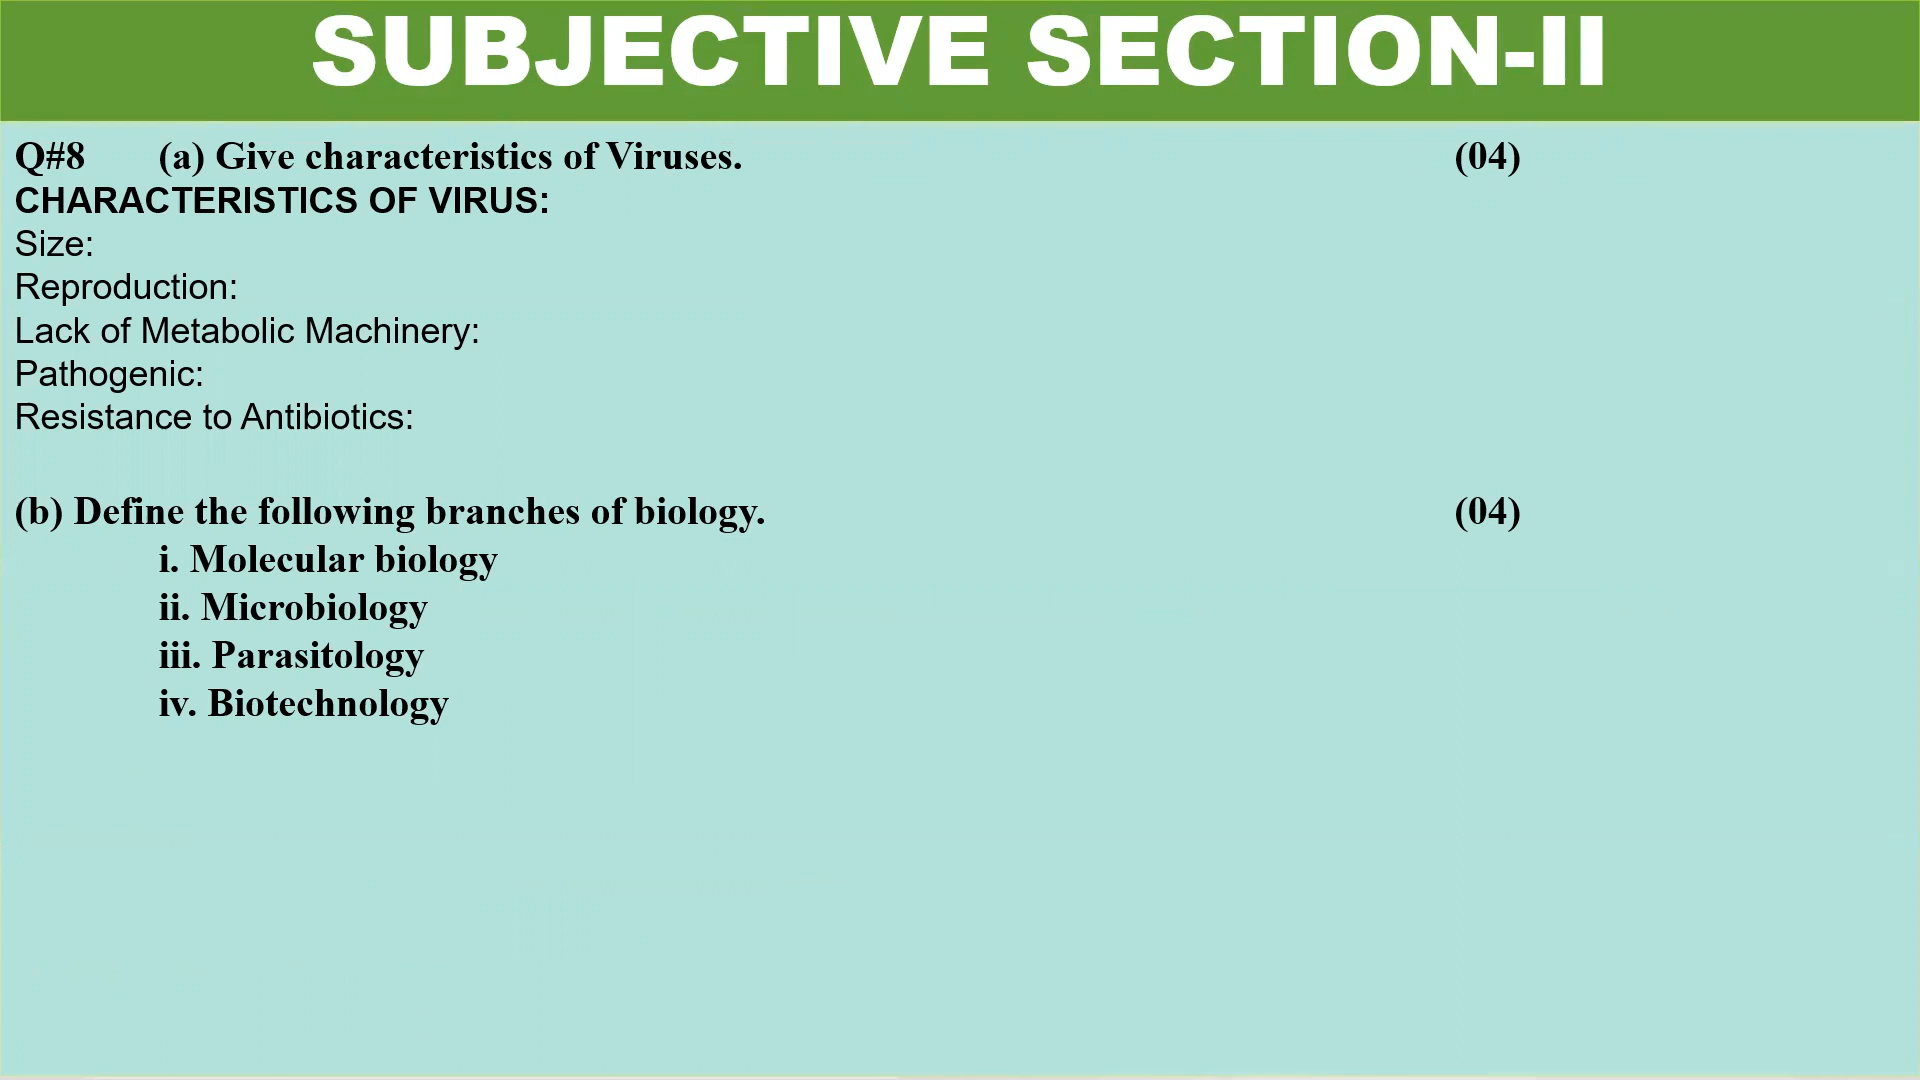 SUBJECTIVE SECTION-II
Q#8 (a) Give characteristics of Viruses. (04)
CHARACTERISTICS OF VIRUS:
Size:
Reproduction:
Lack of Metabolic Machinery:
Pathogenic:
Resistance to Antibiotics:
(b) Define the following branches of biology. (04)
i. Molecular biology
ii. Microbiology
iii. Parasitology
iv. Biotechnology